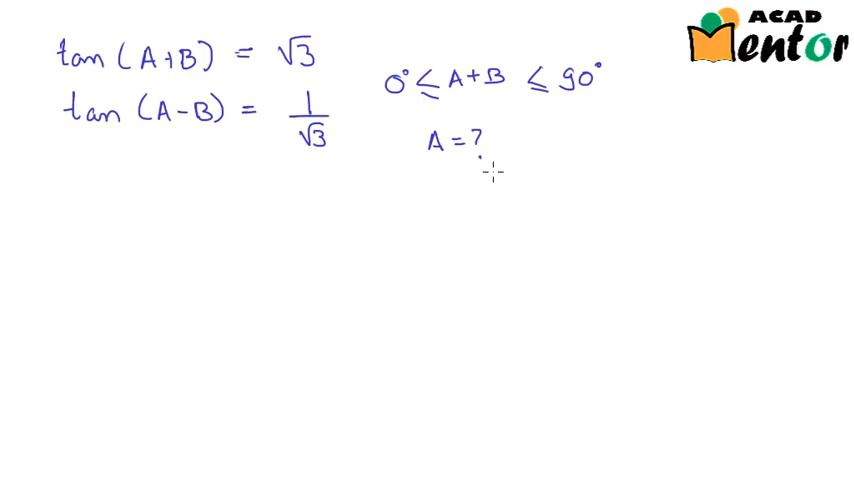 tan (A+B) = √3
0° ≤ A+B ≤ 90°
tan (A-B) = 1/√3
A = ?
ACAD
Mentor